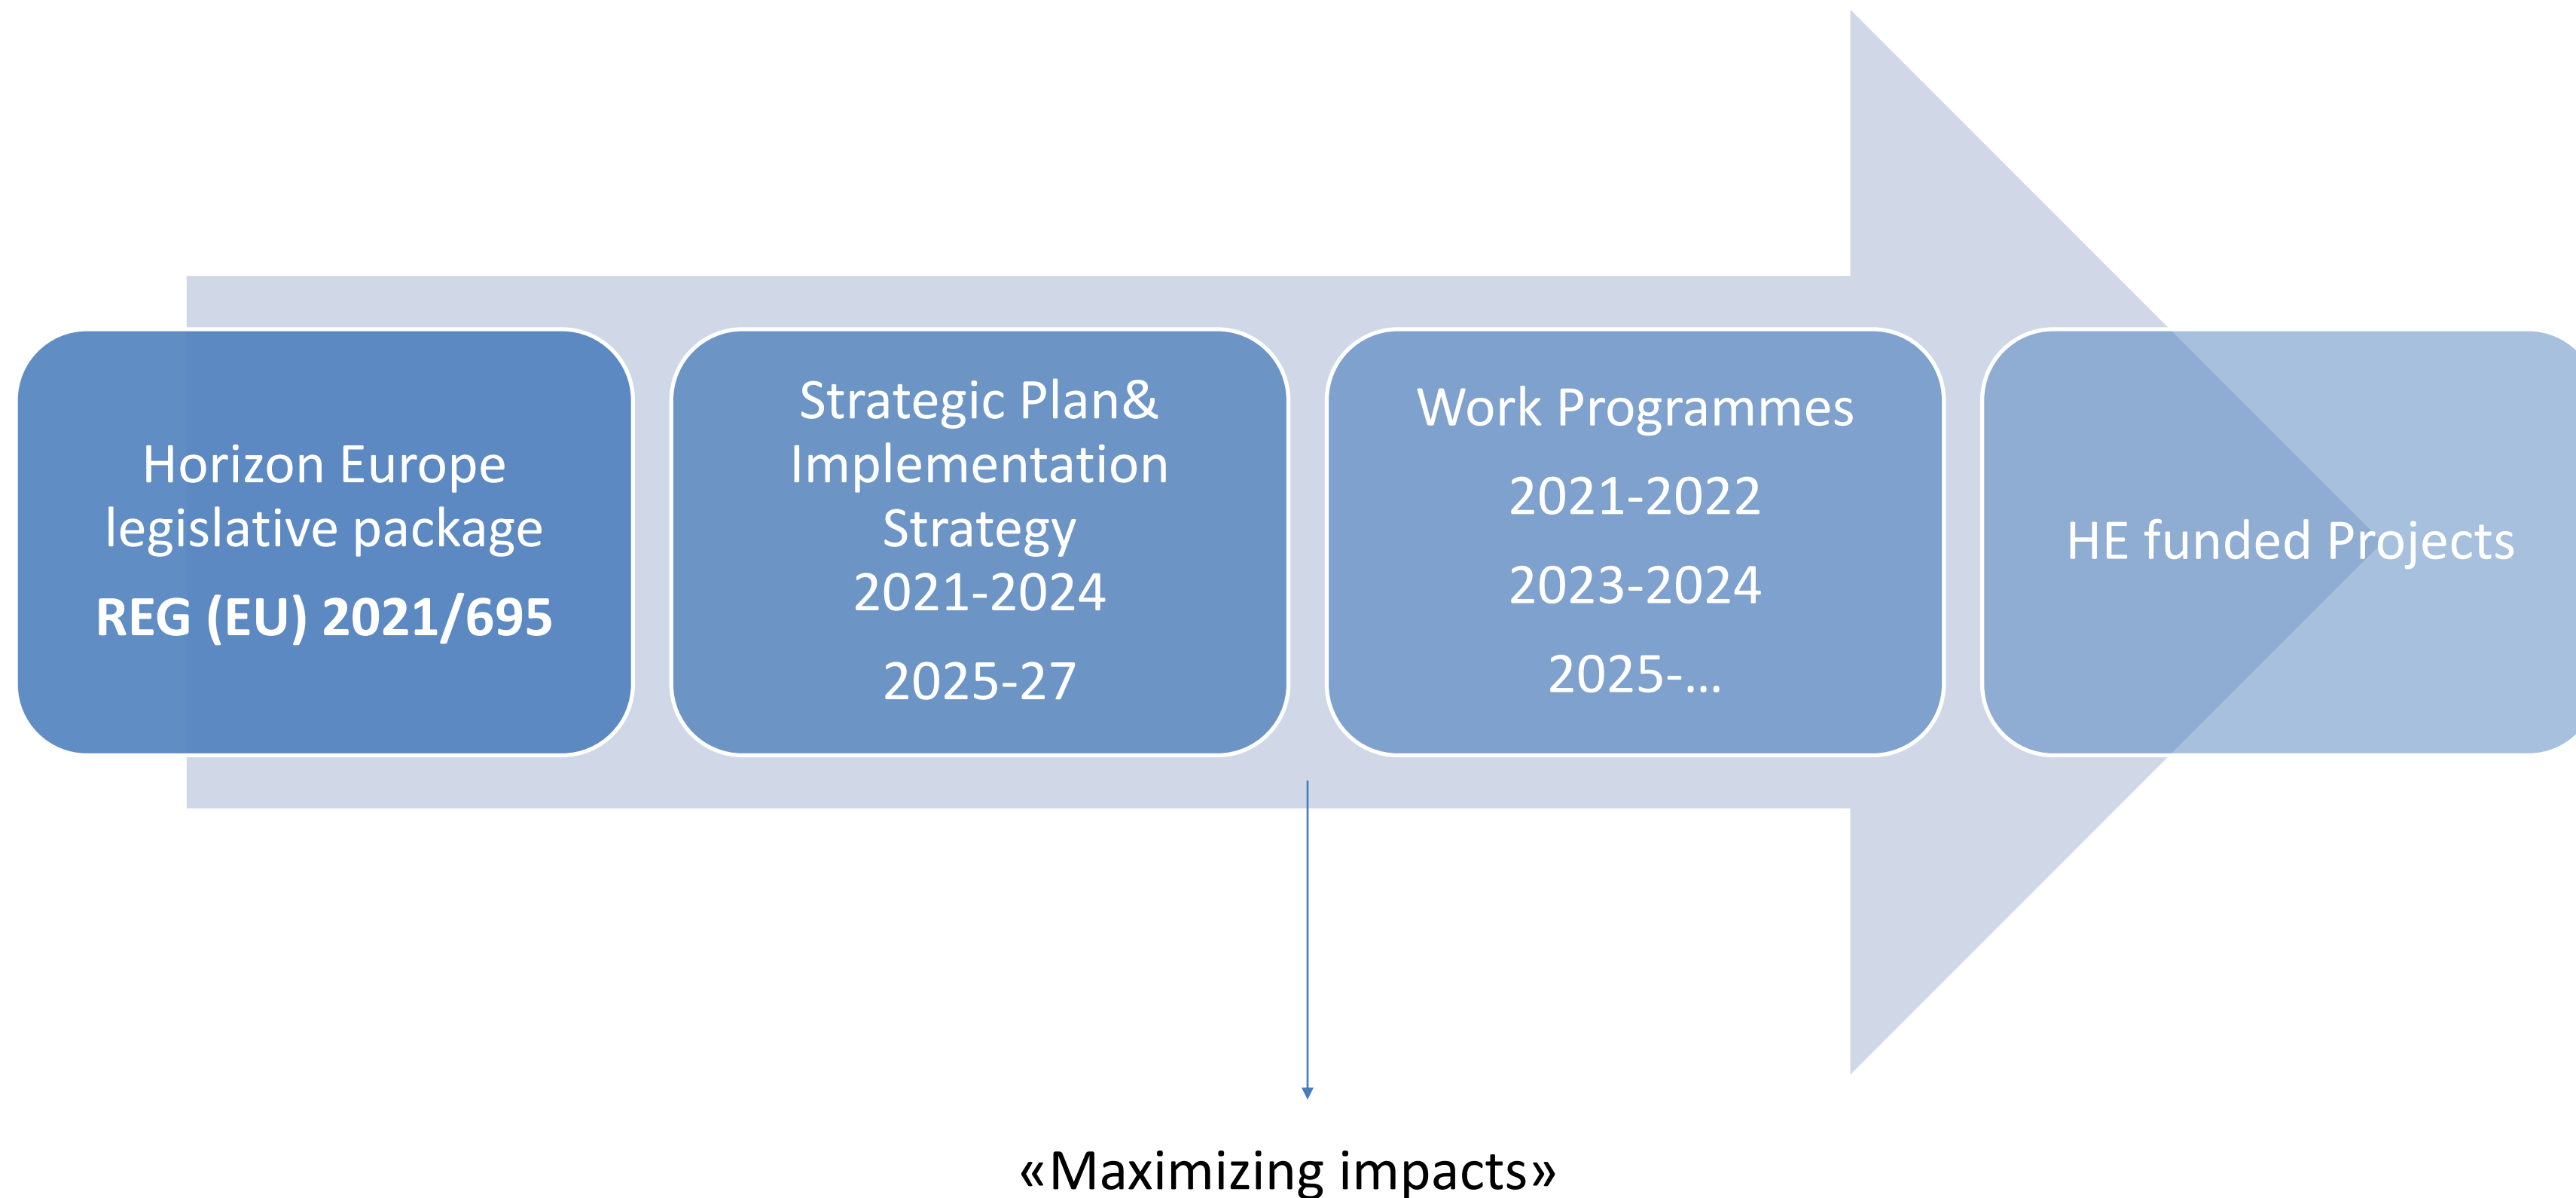 Horizon Europe
legislative package
REG (EU) 2021/695
Strategic Plan&
Implementation
Strategy
2021-2024
2025-27
Work Programmes
2021-2022
2023-2024
2025-...
HE funded Projects
«Maximizing impacts»